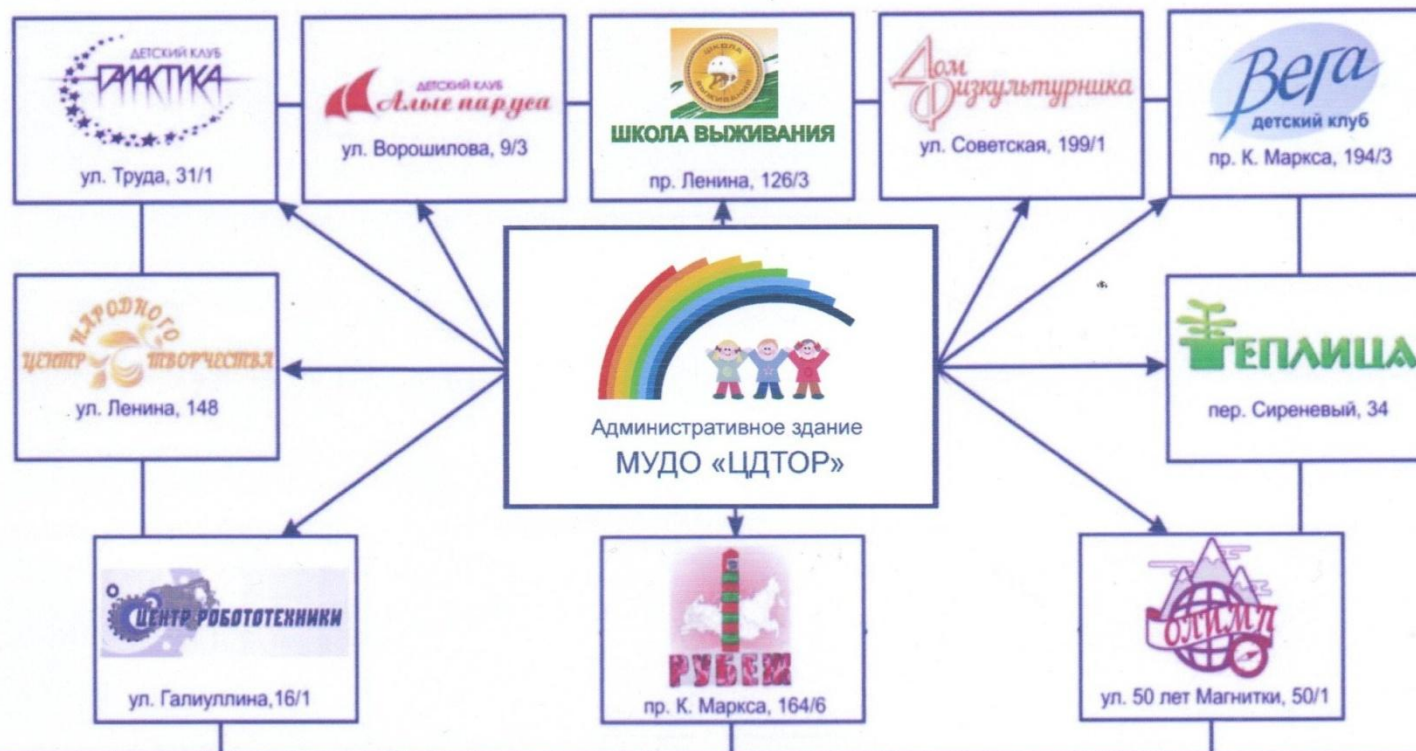 ДЕТСКИЙ КЛУБ
ГАЛАКТИКА
ул. Труда, 31/1
ДЕТСКИЙ КЛУБ
Алые паруса
ул. Ворошилова, 9/3
ШКОЛА
ВЫЖИВАНИЯ
ШКОЛА ВЫЖИВАНИЯ
пр. Ленина, 126/3
Дом
Физкультурника
ул. Советская, 199/1
Вега
детский клуб
пр. К. Маркса, 194/3
ЦЕНТР НАРОДНОГО ТВОРЧЕСТВА
ул. Ленина, 148
Административное здание
МУДО «ЦДТОР»
ТЕПЛИЦА
пер. Сиреневый, 34
ЦЕНТР РОБОТОТЕХНИКИ
ул. Галиуллина,16/1
РУБЕЖ
пр. К. Маркса, 164/6
ОЛИМП
ул. 50 лет Магнитки, 50/1